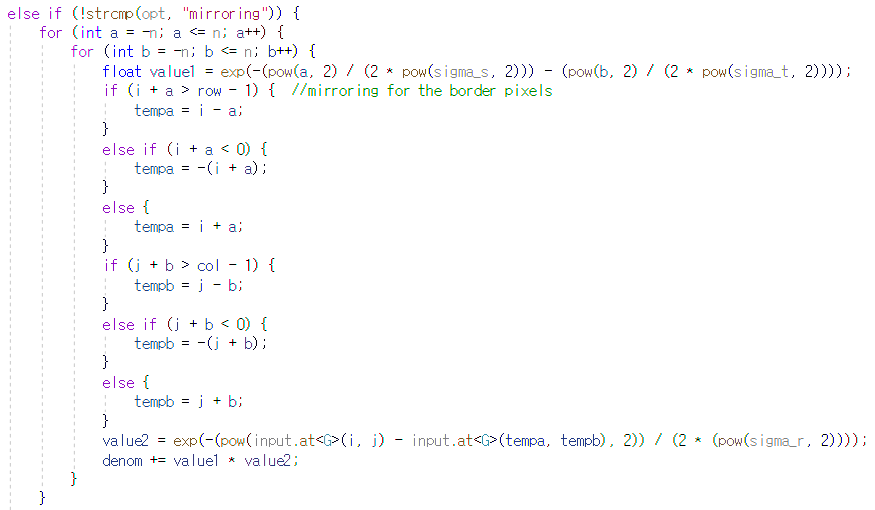 else if (!strcmp(opt, "mirroring")) {
for (int a = -n; a <= n; a++) {
for (int b = -n; b <= n; b++) {
float value1 = exp(-(pow(a, 2) / (2 * pow(sigma_s, 2))) - (pow(b, 2) / (2 * pow(sigma_t, 2))));
if (i + a > row - 1) {  //mirroring for the border pixels
tempa = i - a;
}
else if (i + a < 0) {
tempa = -(i + a);
}
else {
tempa = i + a;
}
if (j + b > col - 1) {
tempb = j - b;
}
else if (j + b < 0) {
tempb = -(j + b);
}
else {
tempb = j + b;
}
value2 = exp(-(pow(input.at<G>(i, j) - input.at<G>(tempa, tempb), 2)) / (2 * (pow(sigma_r, 2))));
denom += value1 * value2;
}
}